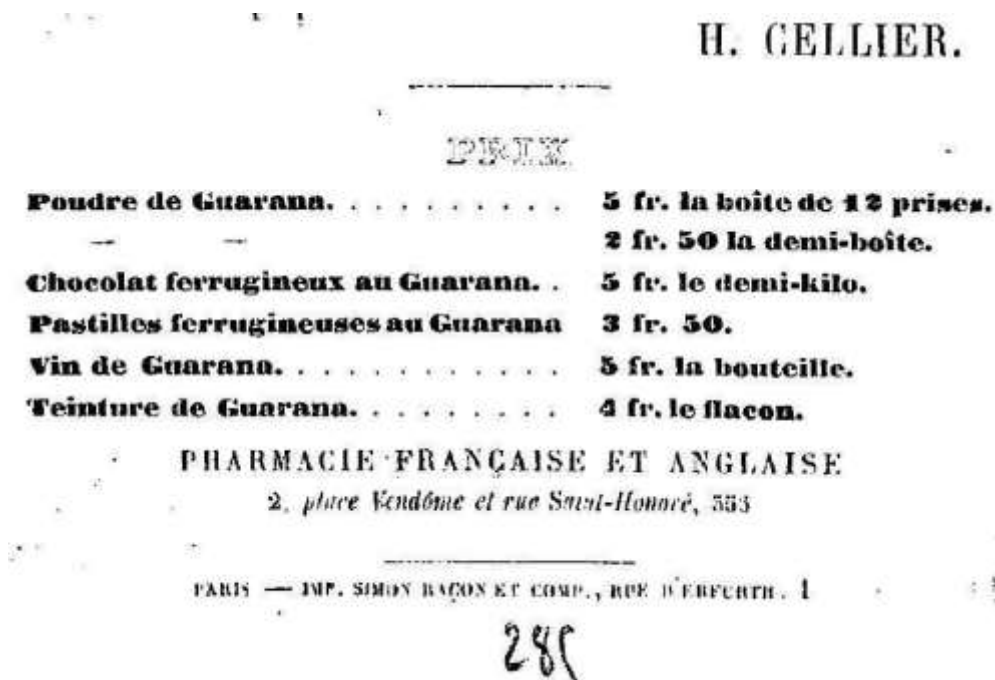 H. GELLIER.
PRIX
Poudre de Guarana. . . . . . . . . . 5 fr. la boîte de 12 prises.
— — 2 fr. 50 la demi-boîte.
Chocolat ferrugineux au Guarana. . 5 fr. le demi-kilo.
Pastilles ferrugineuses au Guarana 3 fr. 50.
Vin de Guarana. . . . . . . . . . . . 5 fr. la bouteille.
Teinture de Guarana. . . . . . . . . 4 fr. le flacon.
PHARMACIE FRANÇAISE ET ANGLAISE
2, place Vendôme et rue Saint-Honoré,
PARIS — IMP. SIMON RAÇON ET COMP., RUE D'ERFURTH, 1